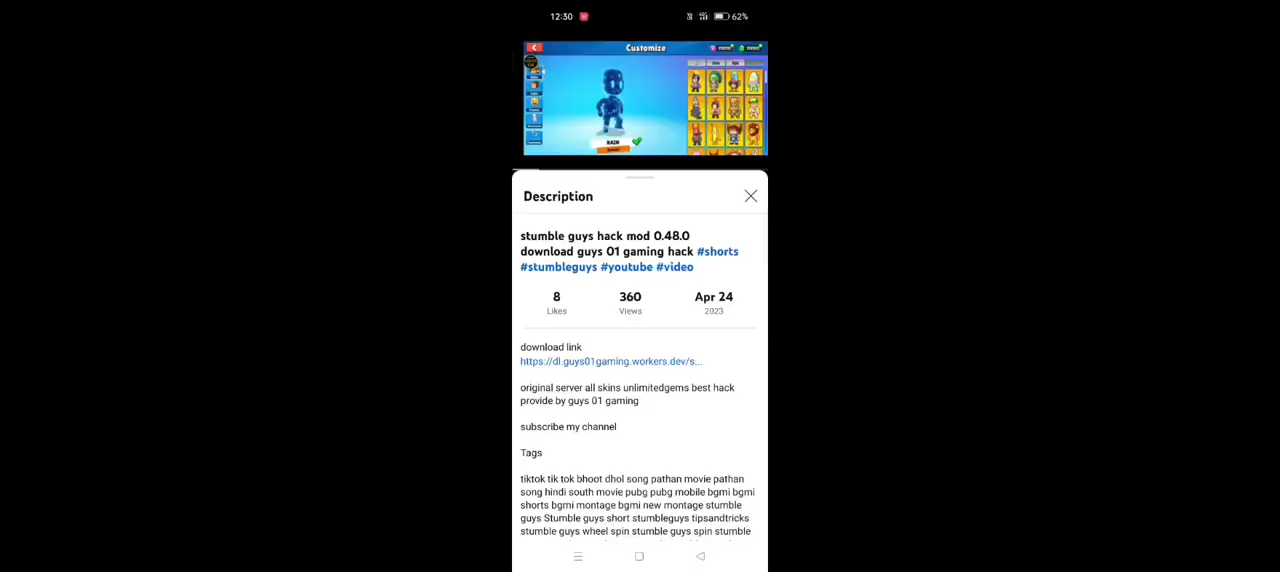 12:30
62%
Customize
RAIN
Description
stumble guys hack mod 0.48.0
download guys 01 gaming hack #shorts
#stumbleguys #youtube #video
8 360 Apr 24
Likes Views 2023
download link
https://dl.guys01gaming.workers.dev/s...
original server all skins unlimitedgems best hack
provide by guys 01 gaming
subscribe my channel
Tags
tiktok tik tok bhoot dhol song pathan movie pathan
song hindi south movie pubg pubg mobile bgmi bgmi
shorts bgmi montage bgmi new montage stumble
guys Stumble guys short stumbleguys tipsandtricks
stumble guys wheel spin stumble guys spin stumble